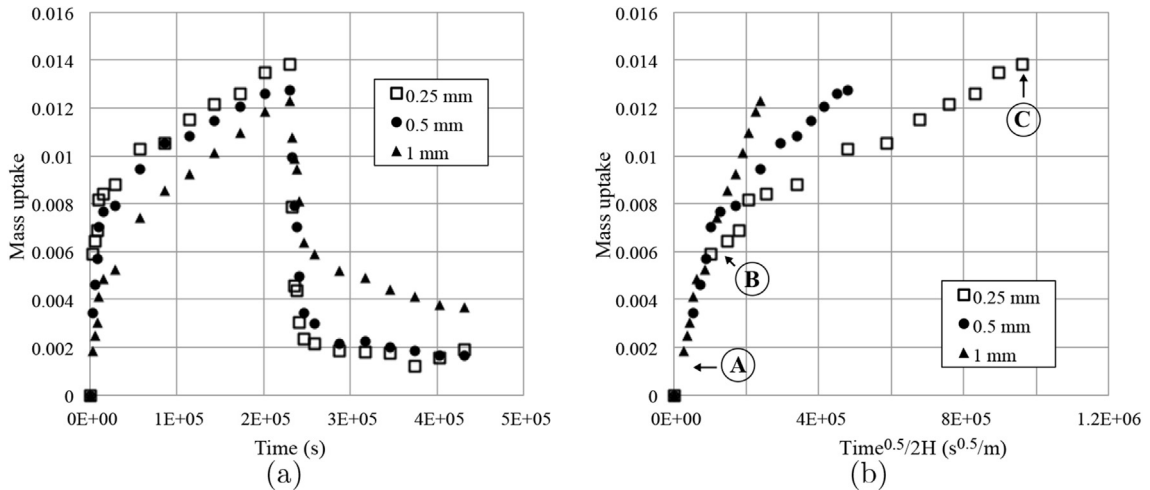 0.016
0.014
0.012
0.01
0.008
0.006
0.004
0.002
0
Mass uptake
0.25 mm
0.5 mm
1 mm
0E+00 1E+05 2E+05 3E+05 4E+05 5E+05
Time (s)
(a)
0.016
0.014
0.012
0.01
0.008
0.006
0.004
0.002
0
Mass uptake
C
B
A
0.25 mm
0.5 mm
1 mm
0E+00 4E+05 8E+05 1.2E+06
Time^0.5/2H (s^0.5/m)
(b)